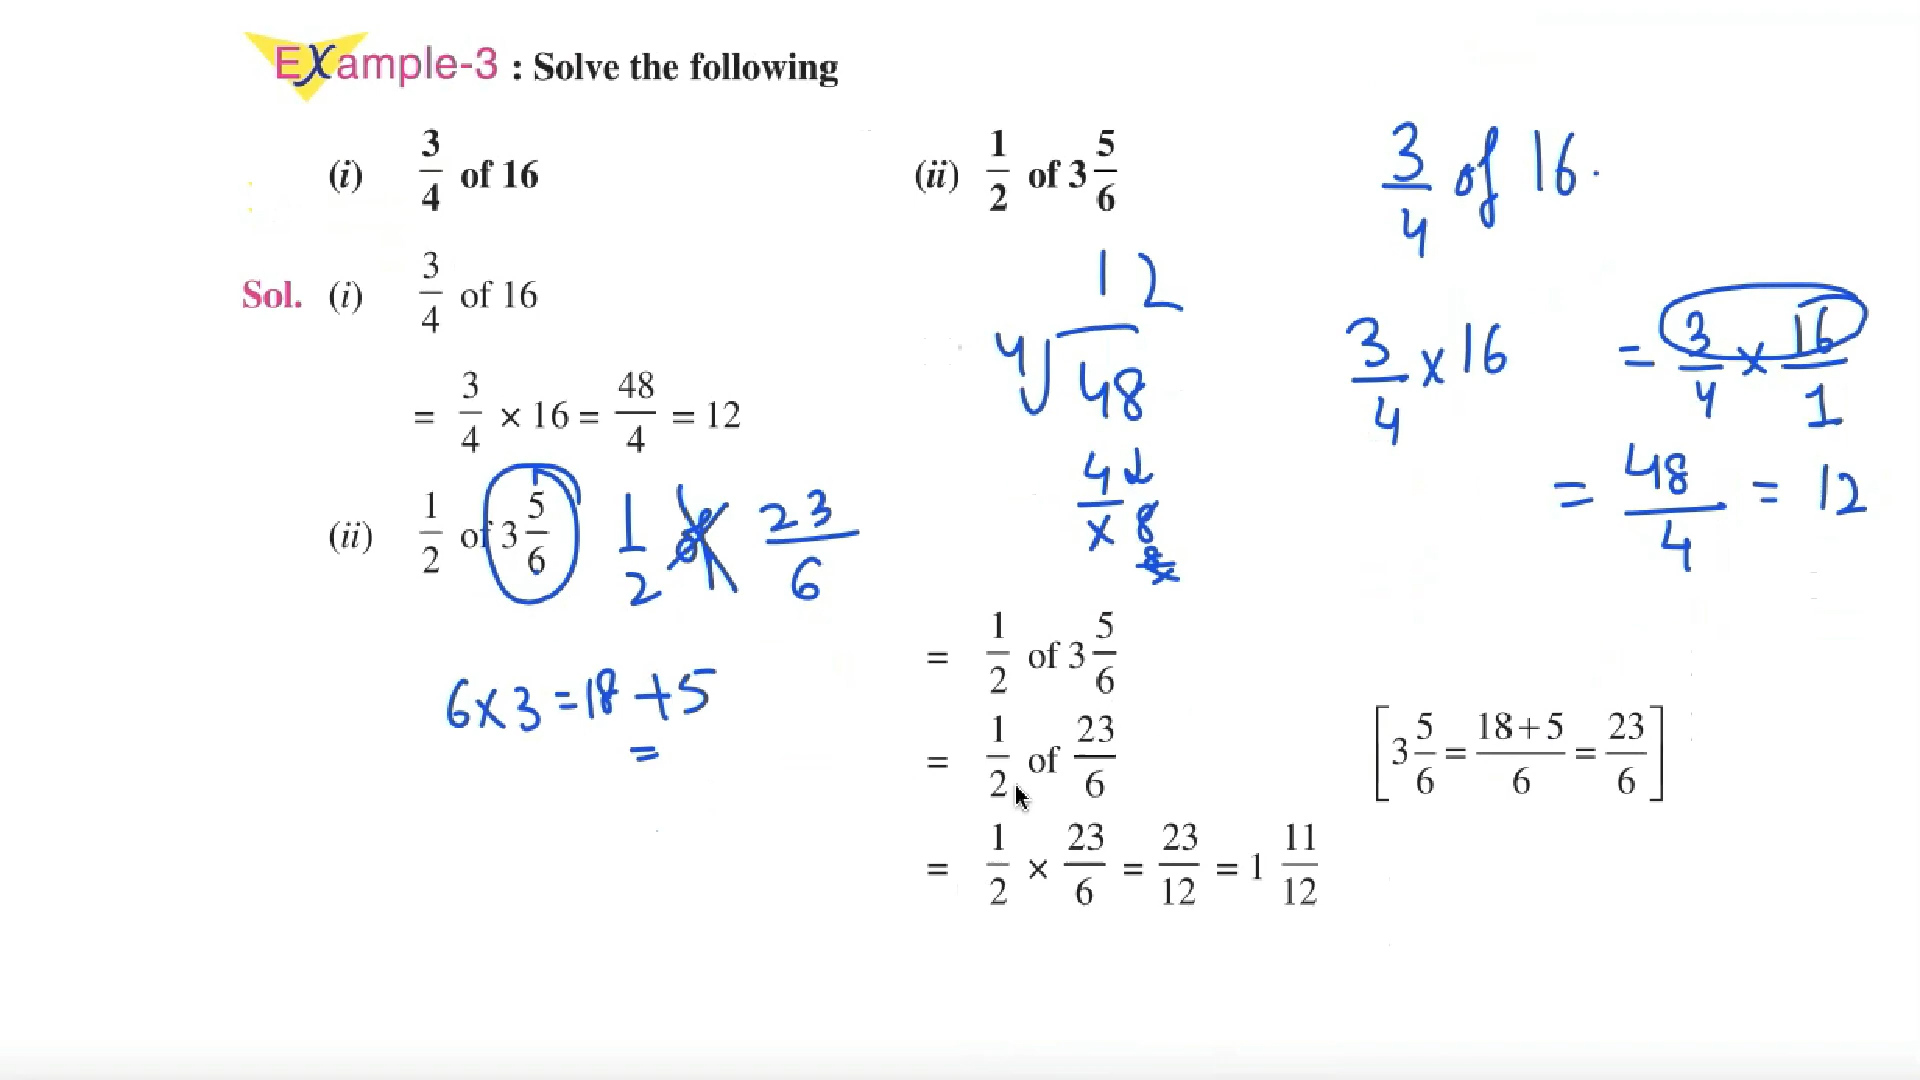 Example-3 : Solve the following
(i) 3/4 of 16
(ii) 1/2 of 3 5/6
3/4 of 16.
Sol. (i) 3/4 of 16
12
4 √48
4↓
x 8
3/4 x 16 = 3/4 x 16/1
= 48/4 = 12
= 3/4 × 16 = 48/4 = 12
(ii) 1/2 of 3 5/6
1/2 of 23/6
6x3=18+5
=
= 1/2 of 3 5/6
= 1/2 of 23/6
[3 5/6 = 18+5/6 = 23/6]
= 1/2 × 23/6 = 23/12 = 1 11/12